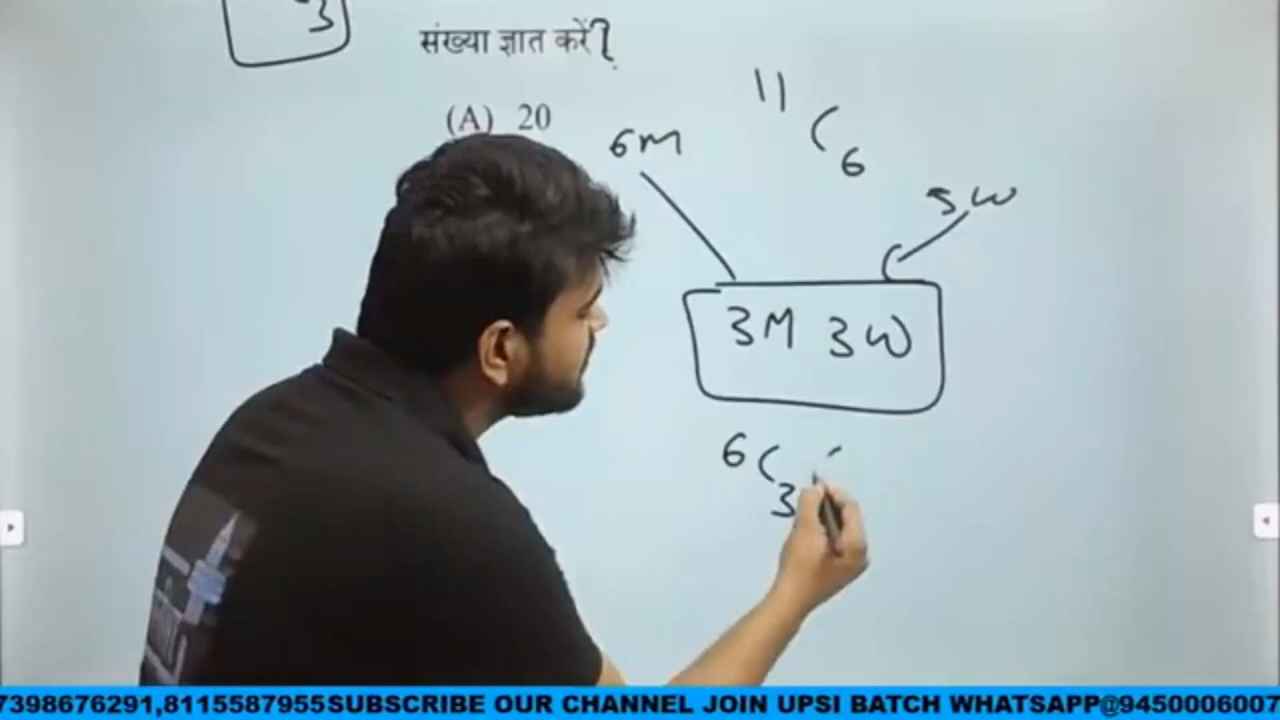 3
संख्या ज्ञात करें?
(A) 20
11
C
6
6M
5W
3M 3W
6
C
3
7398676291,8115587955SUBSCRIBE OUR CHANNEL JOIN UPSI BATCH WHATSAPP@9450006007